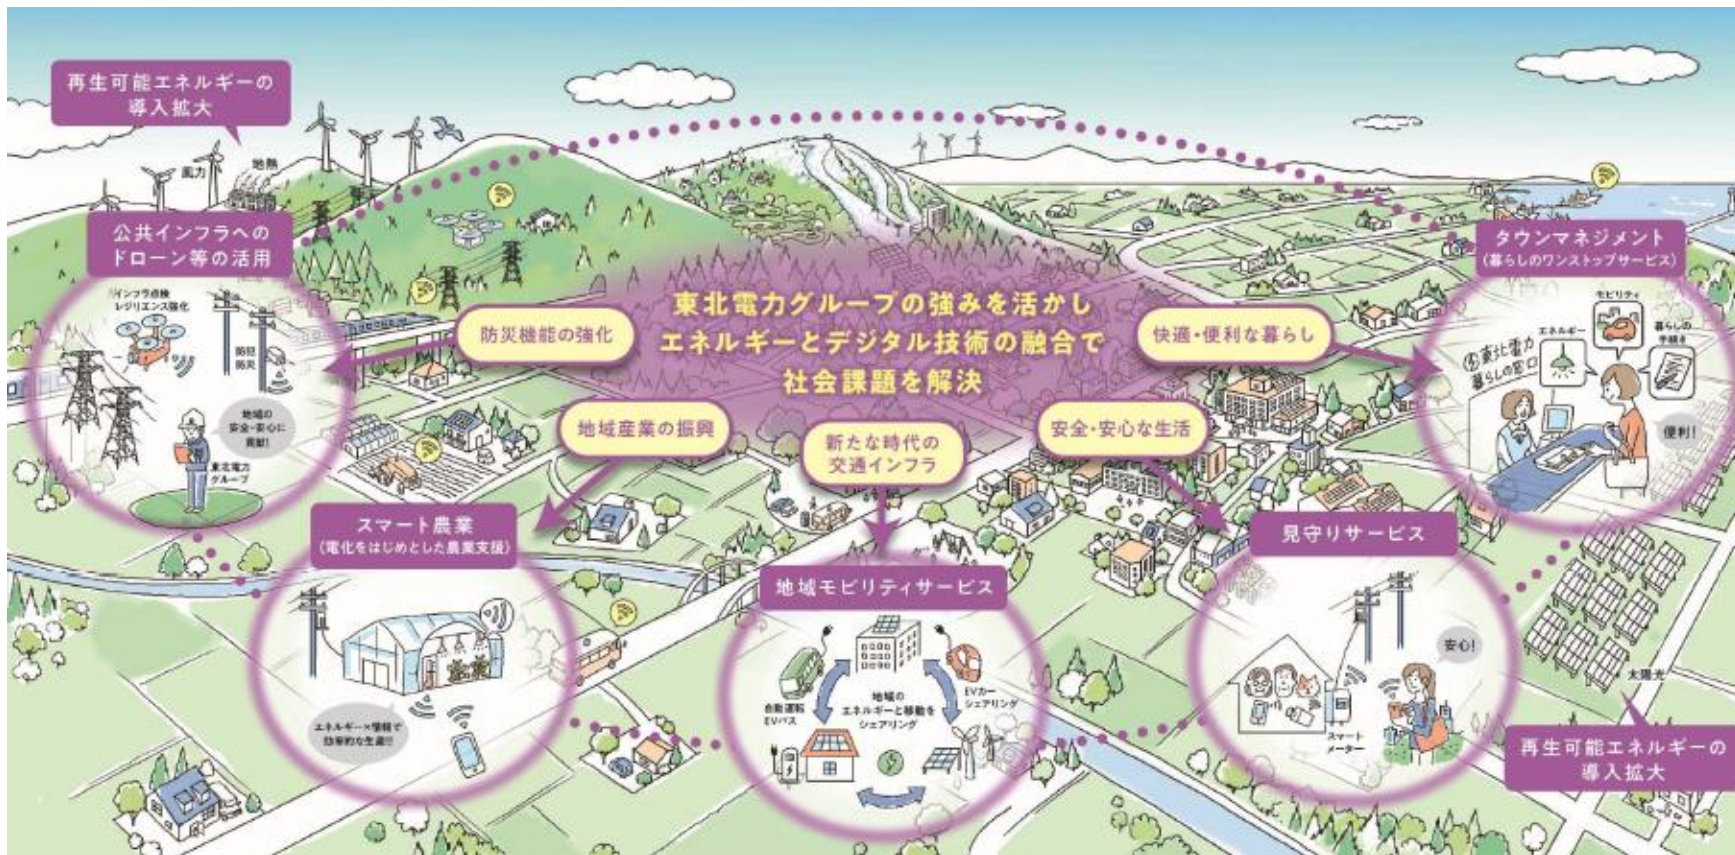 再生可能エネルギーの
導入拡大
風力
地熱
公共インフラへの
ドローン等の活用
インフラ点検
レジリエンス強化
防犯
防災
地域の
安全・安心に
貢献!
東北電力
グループ
防災機能の強化
東北電力グループの強みを活かし
エネルギーとデジタル技術の融合で
社会課題を解決
快適・便利な暮らし
地域産業の振興
新たな時代の
交通インフラ
安全・安心な生活
タウンマネジメント
(暮らしのワンストップサービス)
モビリティ
エネルギー
暮らしの
手続き
東北電力
暮らしの窓口
便利!
スマート農業
(電化をはじめとした農業支援)
エネルギー×情報で
効率的な生産!!
地域モビリティサービス
自動運転
EVバス
地域の
エネルギーと移動を
シェアリング
EVカー
シェアリング
見守りサービス
安心!
スマート
メーター
太陽光
再生可能エネルギーの
導入拡大